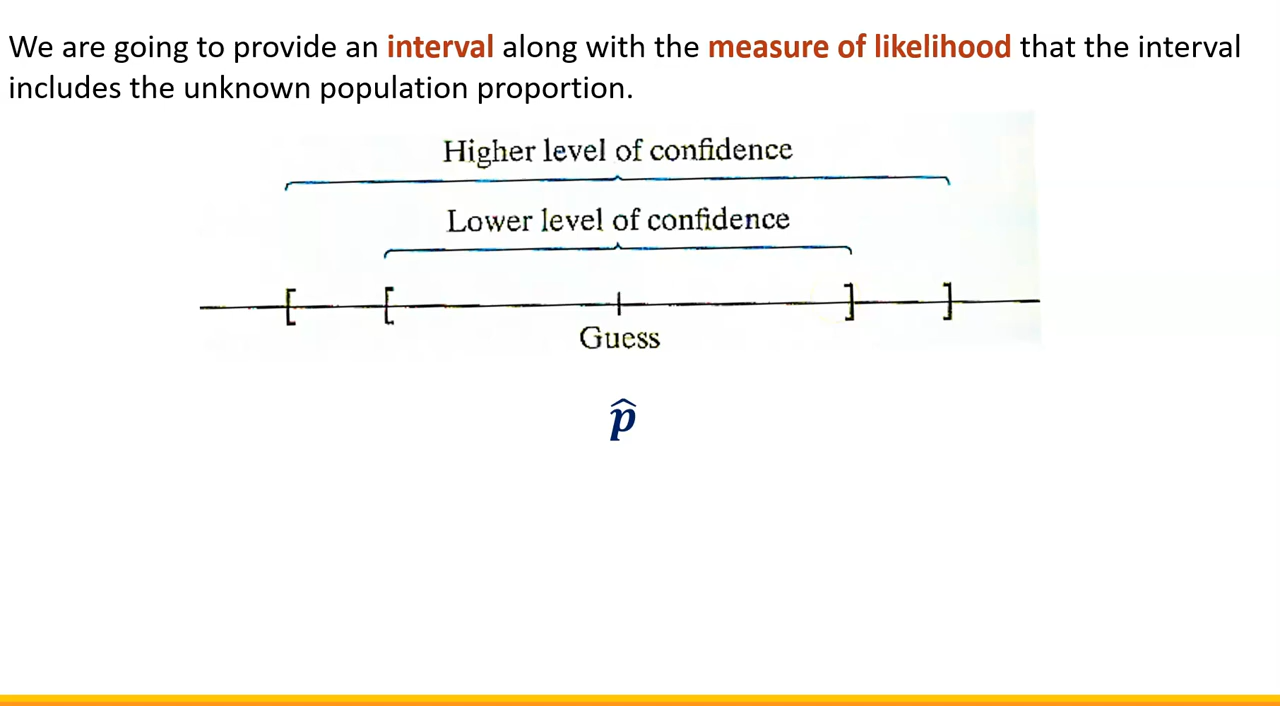 We are going to provide an interval along with the measure of likelihood that the interval
includes the unknown population proportion.
Higher level of confidence
Lower level of confidence
[ [ ] ]
Guess
p̂